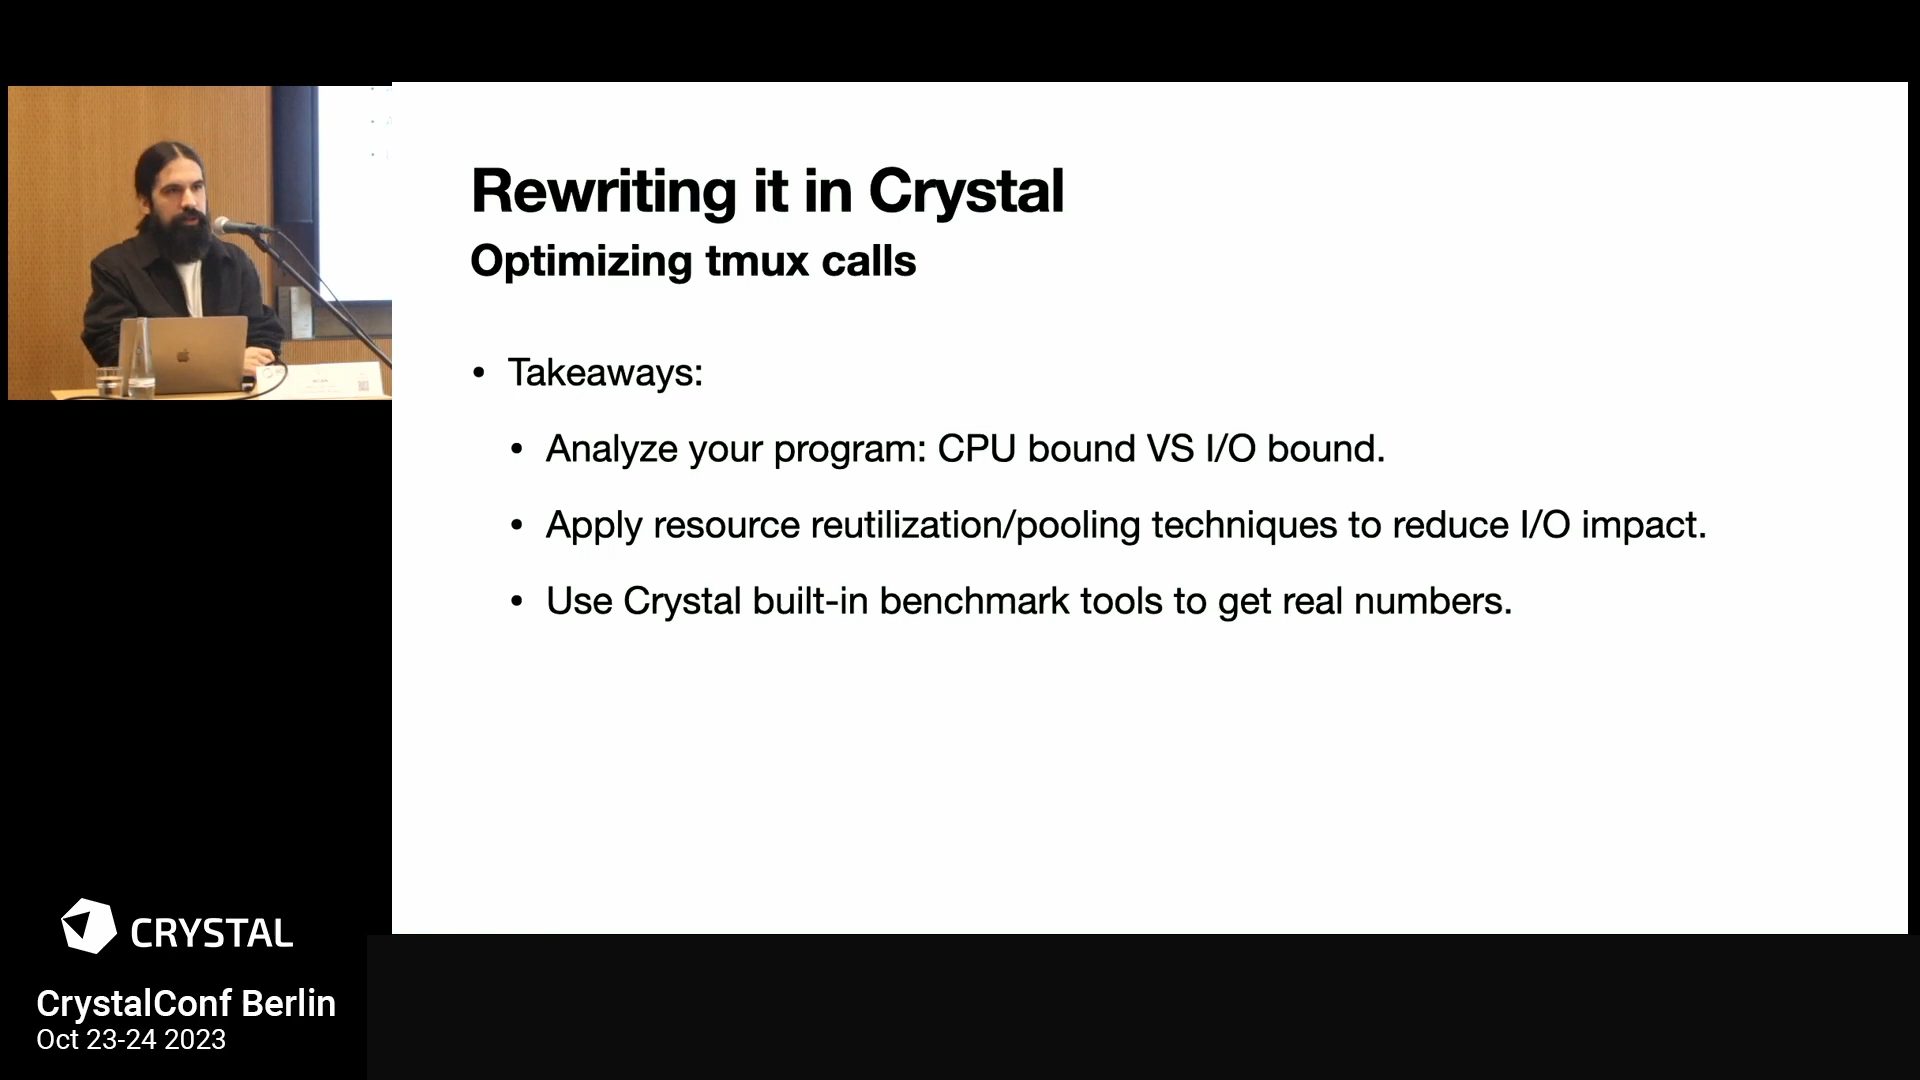 Rewriting it in Crystal
Optimizing tmux calls
• Takeaways:
• Analyze your program: CPU bound VS I/O bound.
• Apply resource reutilization/pooling techniques to reduce I/O impact.
• Use Crystal built-in benchmark tools to get real numbers.
CRYSTAL
CrystalConf Berlin
Oct 23-24 2023